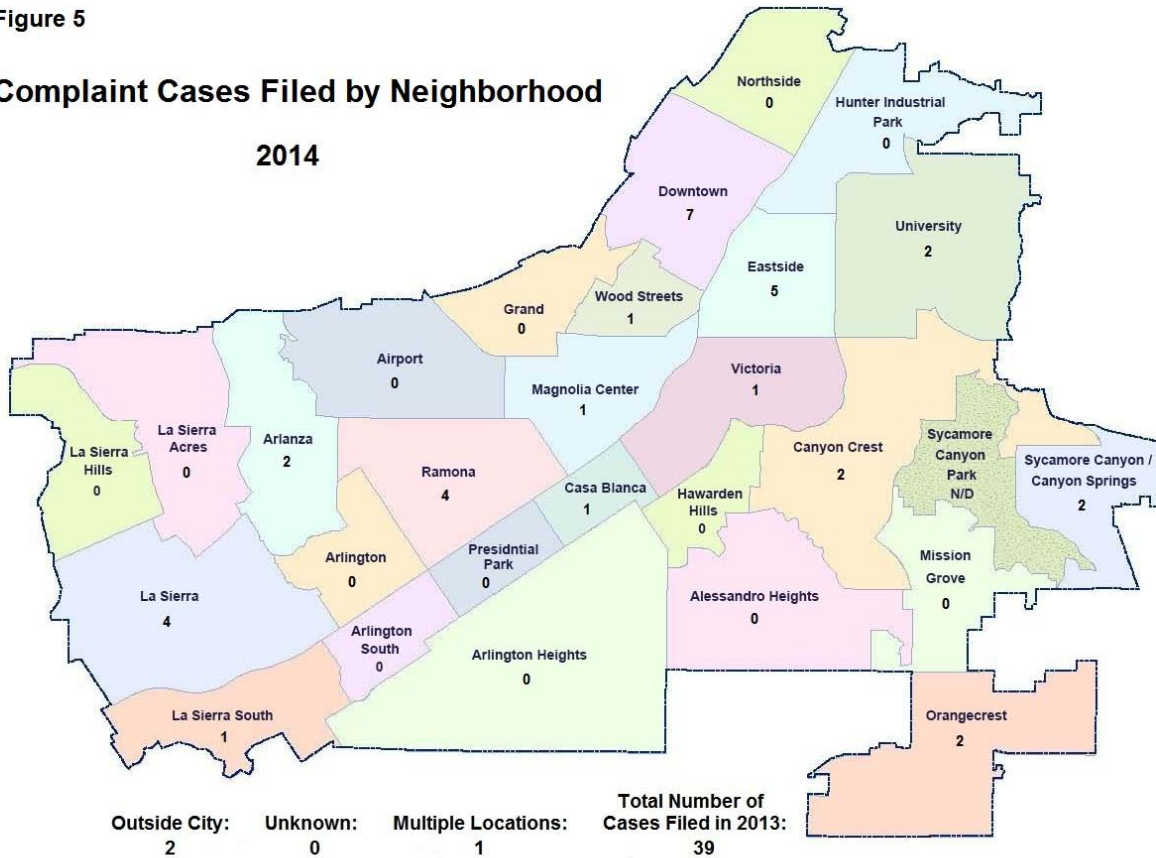 Figure 5
Complaint Cases Filed by Neighborhood
2014
Northside
0
Hunter Industrial
Park
0
Downtown
7
University
2
Eastside
5
Wood Streets
1
Grand
0
Airport
0
Magnolia Center
1
Victoria
1
La Sierra
Acres
0
La Sierra
Hills
0
Arlanza
2
Ramona
4
Casa Blanca
1
Hawarden
Hills
0
Canyon Crest
2
Sycamore
Canyon
Park
N/D
Sycamore Canyon /
Canyon Springs
2
Arlington
0
Presidntial
Park
0
Mission
Grove
0
La Sierra
4
Alessandro Heights
0
Arlington
South
0
Arlington Heights
0
La Sierra South
1
Orangecrest
2
Outside City:
2
Unknown:
0
Multiple Locations:
1
Total Number of
Cases Filed in 2013:
39